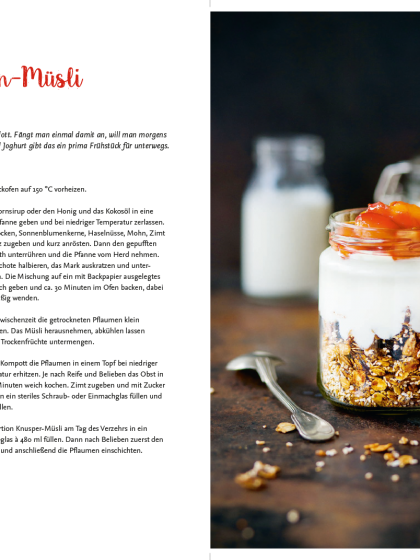 n-Müsli
ott. Fängt man einmal damit an, will man morgens
Joghurt gibt das ein prima Frühstück für unterwegs.
ckofen auf 150 °C vorheizen.
ornsirup oder den Honig und das Kokosöl in eine
fanne geben und bei niedriger Temperatur zerlassen.
ocken, Sonnenblumenkerne, Haselnüsse, Mohn, Zimt
z zugeben und kurz anrösten. Dann den gepufften
th unterrühren und die Pfanne vom Herd nehmen.
chote halbieren, das Mark auskratzen und unter-
n. Die Mischung auf ein mit Backpapier ausgelegtes
ch geben und ca. 30 Minuten im Ofen backen, dabei
ßig wenden.
wischenzeit die getrockneten Pflaumen klein
en. Das Müsli herausnehmen, abkühlen lassen
Trockenfrüchte untermengen.
Kompott die Pflaumen in einem Topf bei niedriger
atur erhitzen. Je nach Reife und Belieben das Obst in
Minuten weich kochen. Zimt zugeben und mit Zucker
n ein steriles Schraub- oder Einmachglas füllen und
llen.
rtion Knusper-Müsli am Tag des Verzehrs in ein
glas à 480 ml füllen. Dann nach Belieben zuerst den
und anschließend die Pflaumen einschichten.